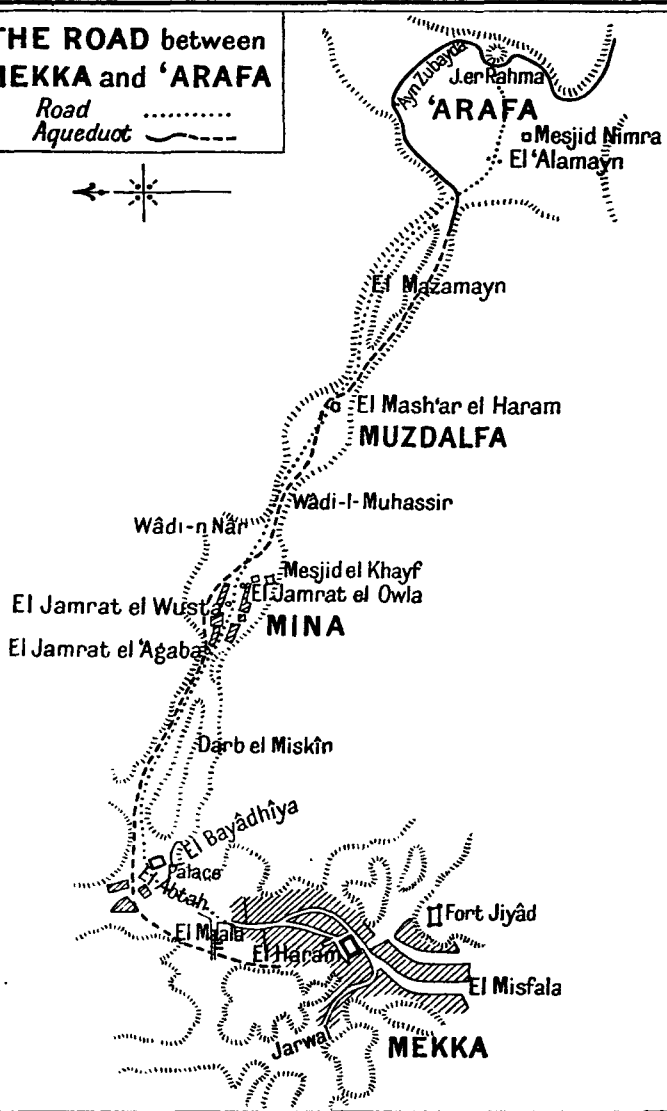 THE ROAD between
MEKKA and ‘ARAFA
Road
Aqueduct
Ayn Zubayda
J.er Rahma
‘ARAFA
Mesjid Nimra
El ‘Alamayn
El Mazamayn
El Mash‘ar el Haram
MUZDALFA
Wâdi-l-Muhassir
Wâdi-n Nâr
Mesjid el Khayf
El Jamrat el Owla
El Jamrat el Wusta
MINA
El Jamrat el ‘Agaba
Darb el Miskîn
El Bayâdhîya
Palace
El Abtah
El Maala
El Haram
Fort Jiyâd
El Misfala
Jarwal
MEKKA